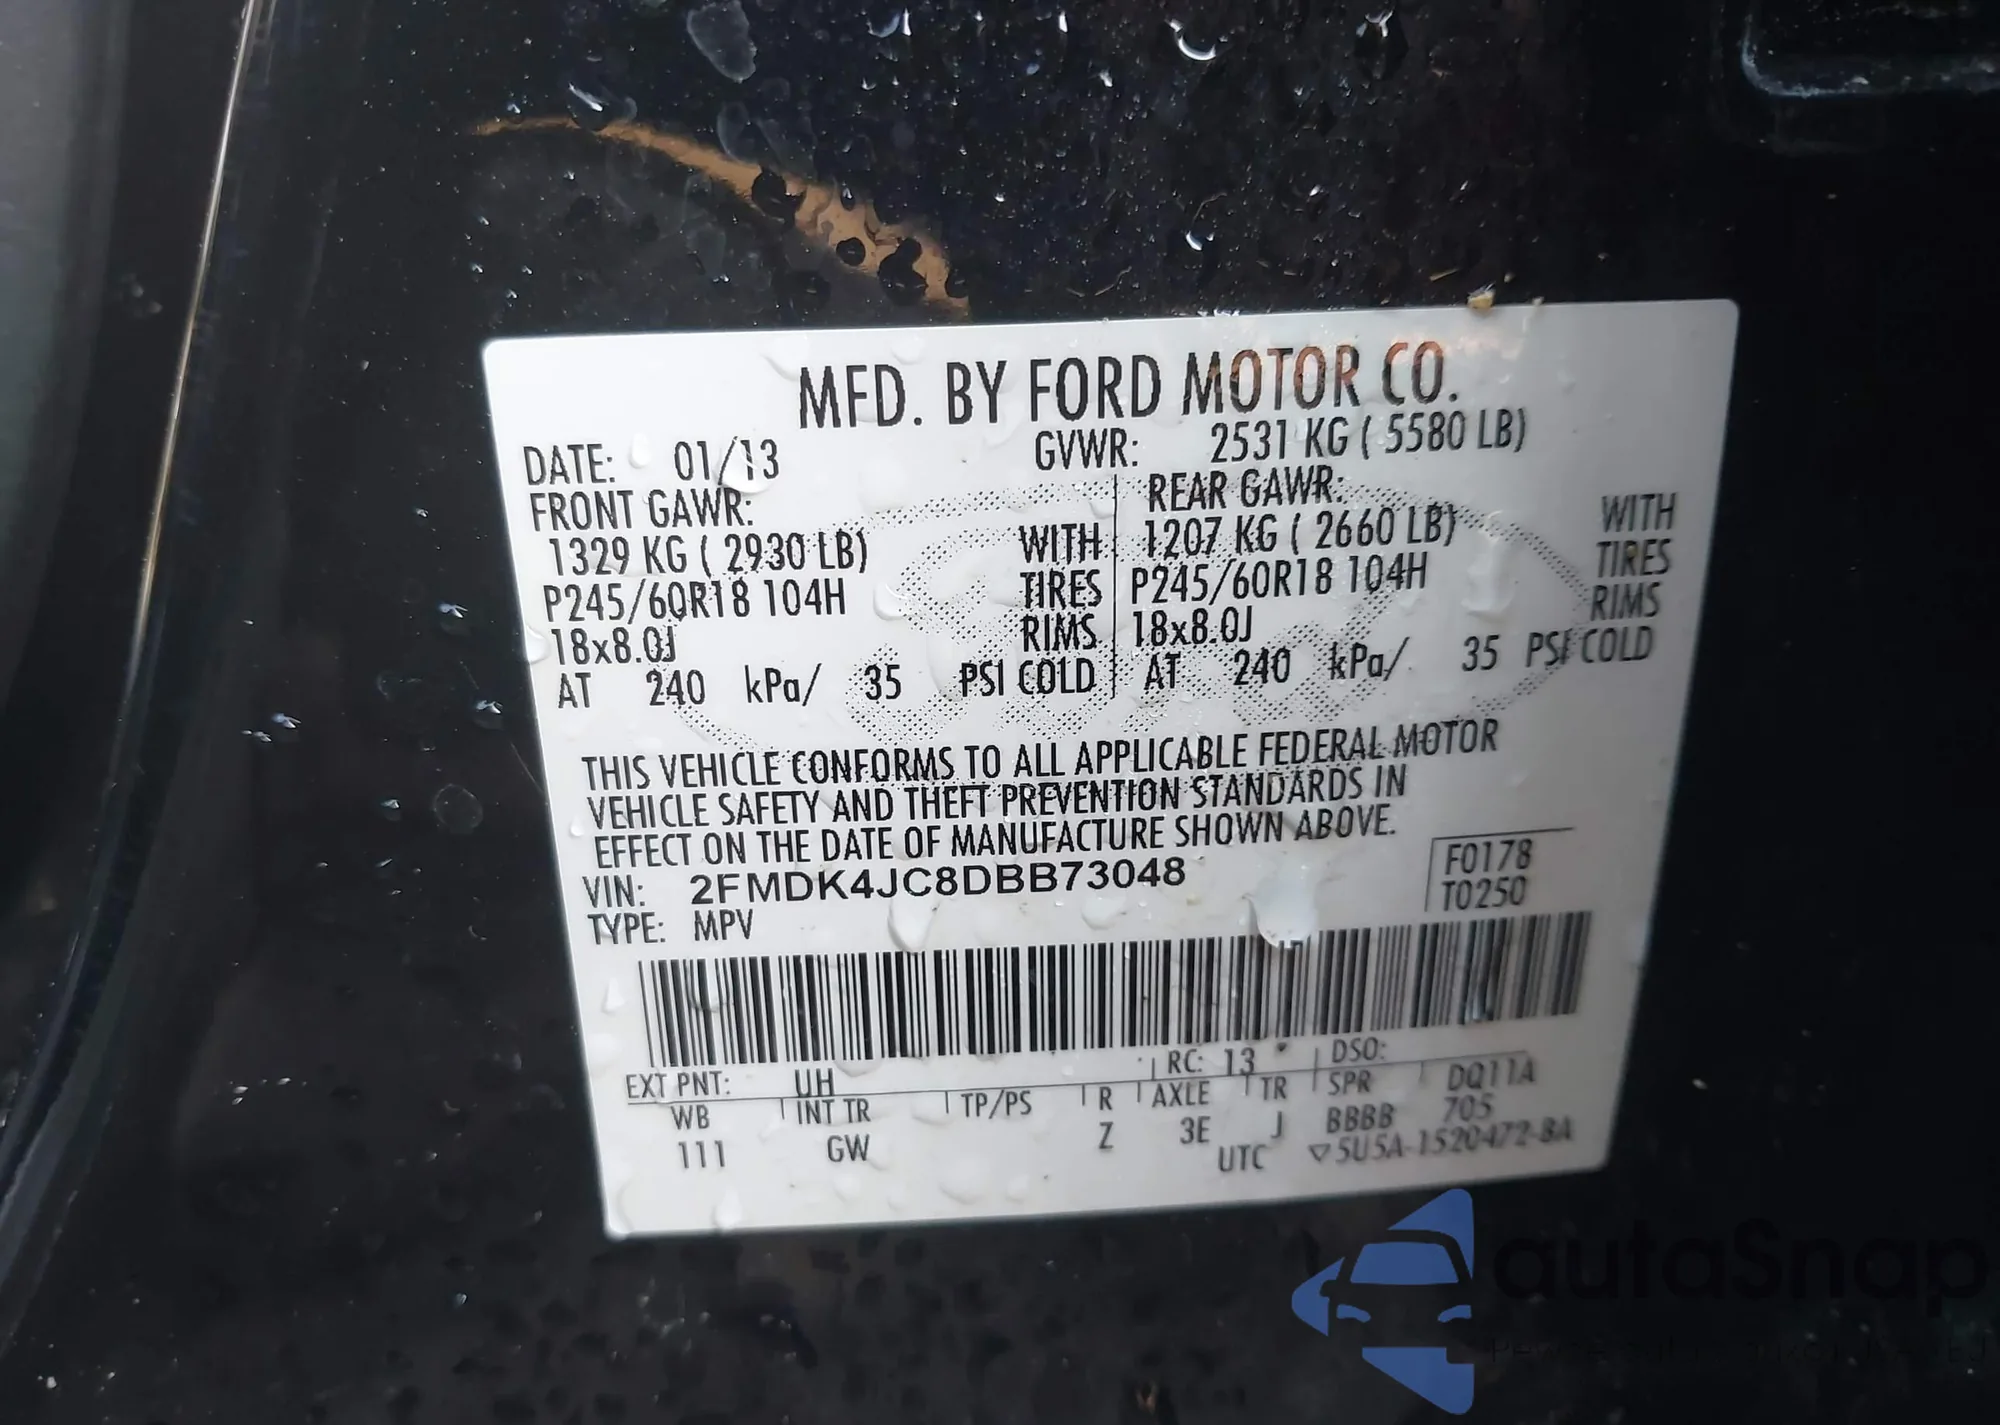 MFD. BY FORD MOTOR CO.
DATE: 01/13 GVWR: 2531 KG ( 5580 LB)
FRONT GAWR: REAR GAWR:
1329 KG ( 2930 LB) WITH 1207 KG ( 2660 LB) WITH
P245/60R18 104H TIRES P245/60R18 104H TIRES
18x8.0J RIMS 18x8.0J RIMS
AT 240 kPa/ 35 PSI COLD AT 240 kPa/ 35 PSI COLD
THIS VEHICLE CONFORMS TO ALL APPLICABLE FEDERAL MOTOR
VEHICLE SAFETY AND THEFT PREVENTION STANDARDS IN
EFFECT ON THE DATE OF MANUFACTURE SHOWN ABOVE.
VIN: 2FMDK4JC8DBB73048 F0178
TYPE: MPV T0250
EXT PNT: UH RC: 13 DSO:
WB INT TR TP/PS R AXLE TR SPR DQ11A
111 GW Z 3E J BBBB 705
UTC ▽5U5A-1520472-BA
autoSnap